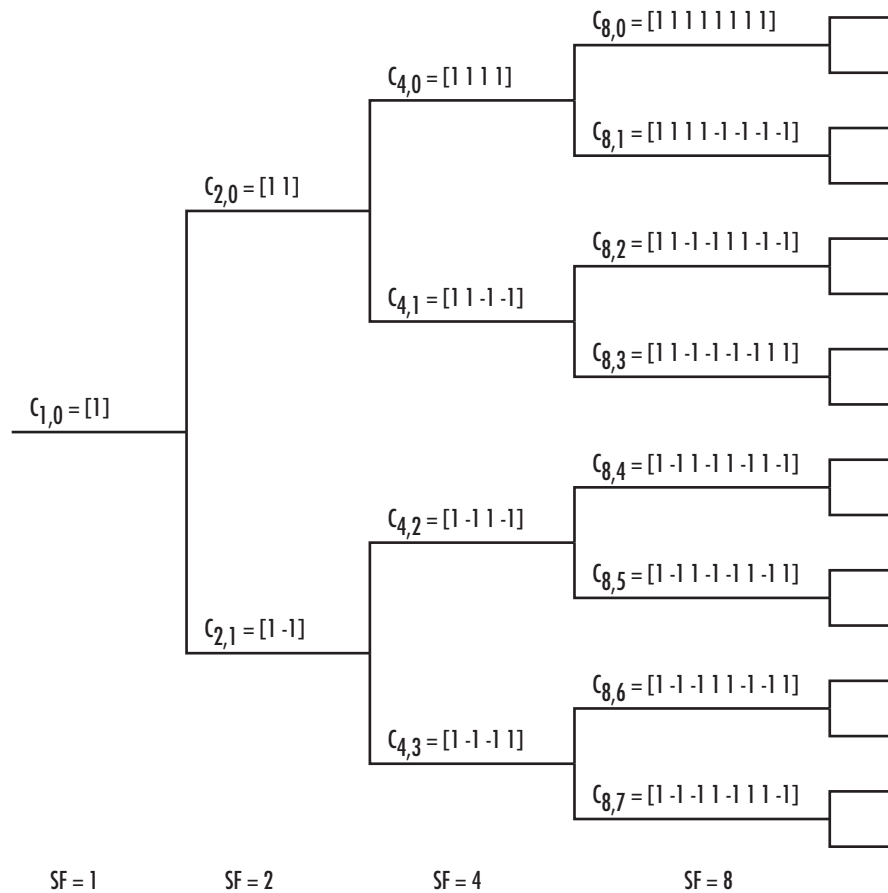 C8,0 = [1 1 1 1 1 1 1 1]
C4,0 = [1 1 1 1]
C8,1 = [1 1 1 1 -1 -1 -1 -1]
C2,0 = [1 1]
C8,2 = [1 1 -1 -1 1 1 -1 -1]
C4,1 = [1 1 -1 -1]
C8,3 = [1 1 -1 -1 -1 -1 1 1]
C1,0 = [1]
C8,4 = [1 -1 1 -1 1 -1 1 -1]
C4,2 = [1 -1 1 -1]
C8,5 = [1 -1 1 -1 -1 1 -1 1]
C2,1 = [1 -1]
C8,6 = [1 -1 -1 1 1 -1 -1 1]
C4,3 = [1 -1 -1 1]
C8,7 = [1 -1 -1 1 -1 1 1 -1]
SF = 1 SF = 2 SF = 4 SF = 8